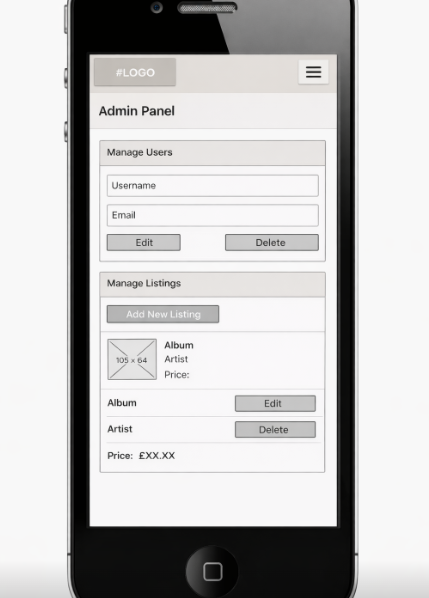 #LOGO
Admin Panel
Manage Users
Username
Email
Edit Delete
Manage Listings
Add New Listing
105 x 64
Album
Artist
Price:
Album Edit
Artist Delete
Price: £XX.XX